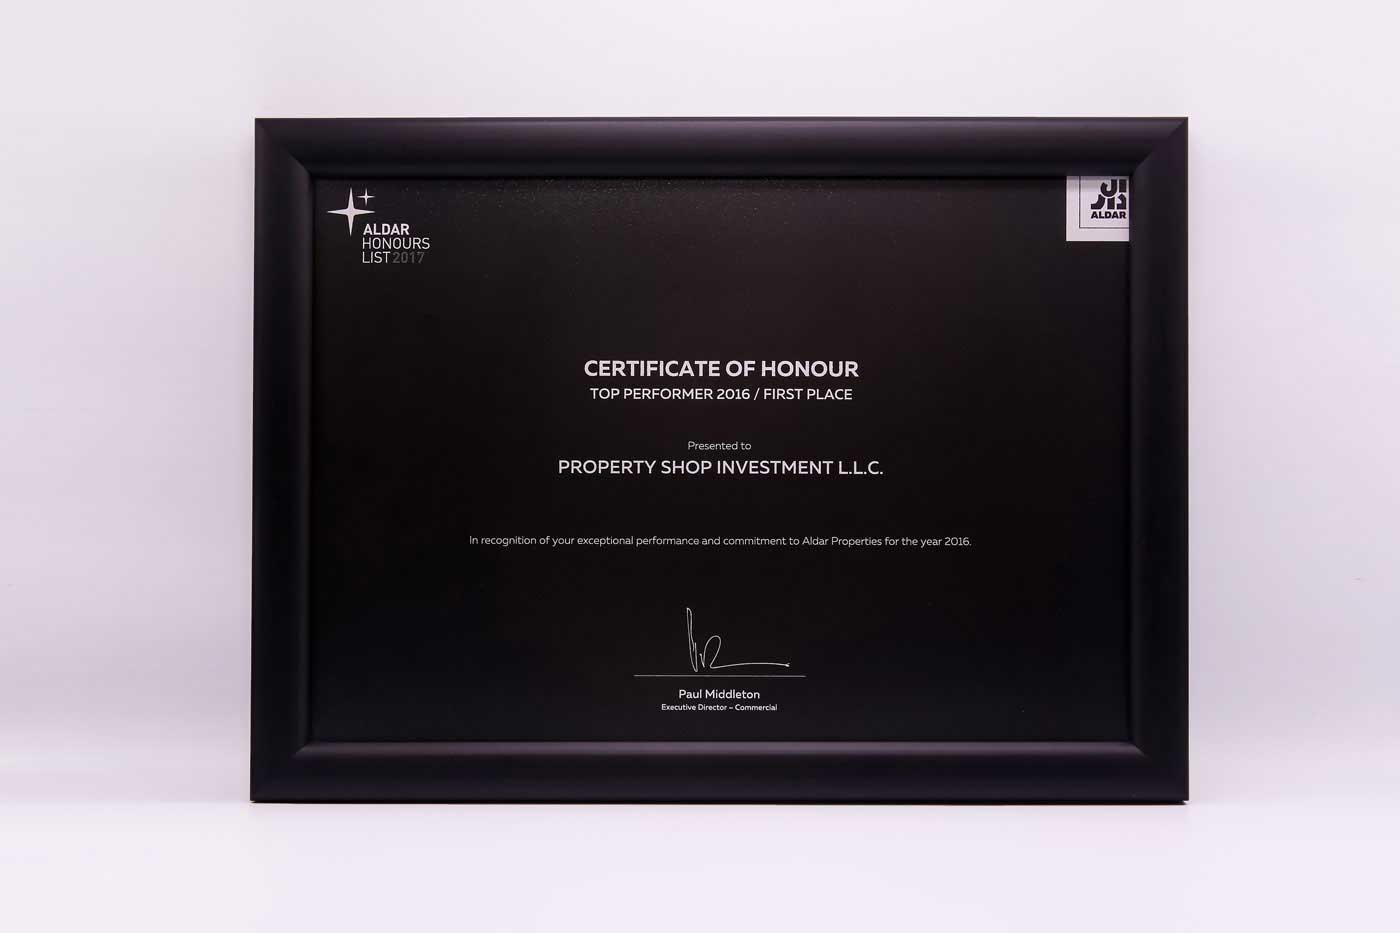 ALDAR
HONOURS
LIST 2017
الدار
ALDAR
CERTIFICATE OF HONOUR
TOP PERFORMER 2016 / FIRST PLACE
Presented to
PROPERTY SHOP INVESTMENT L.L.C.
In recognition of your exceptional performance and commitment to Aldar Properties for the year 2016.
Paul Middleton
Executive Director – Commercial